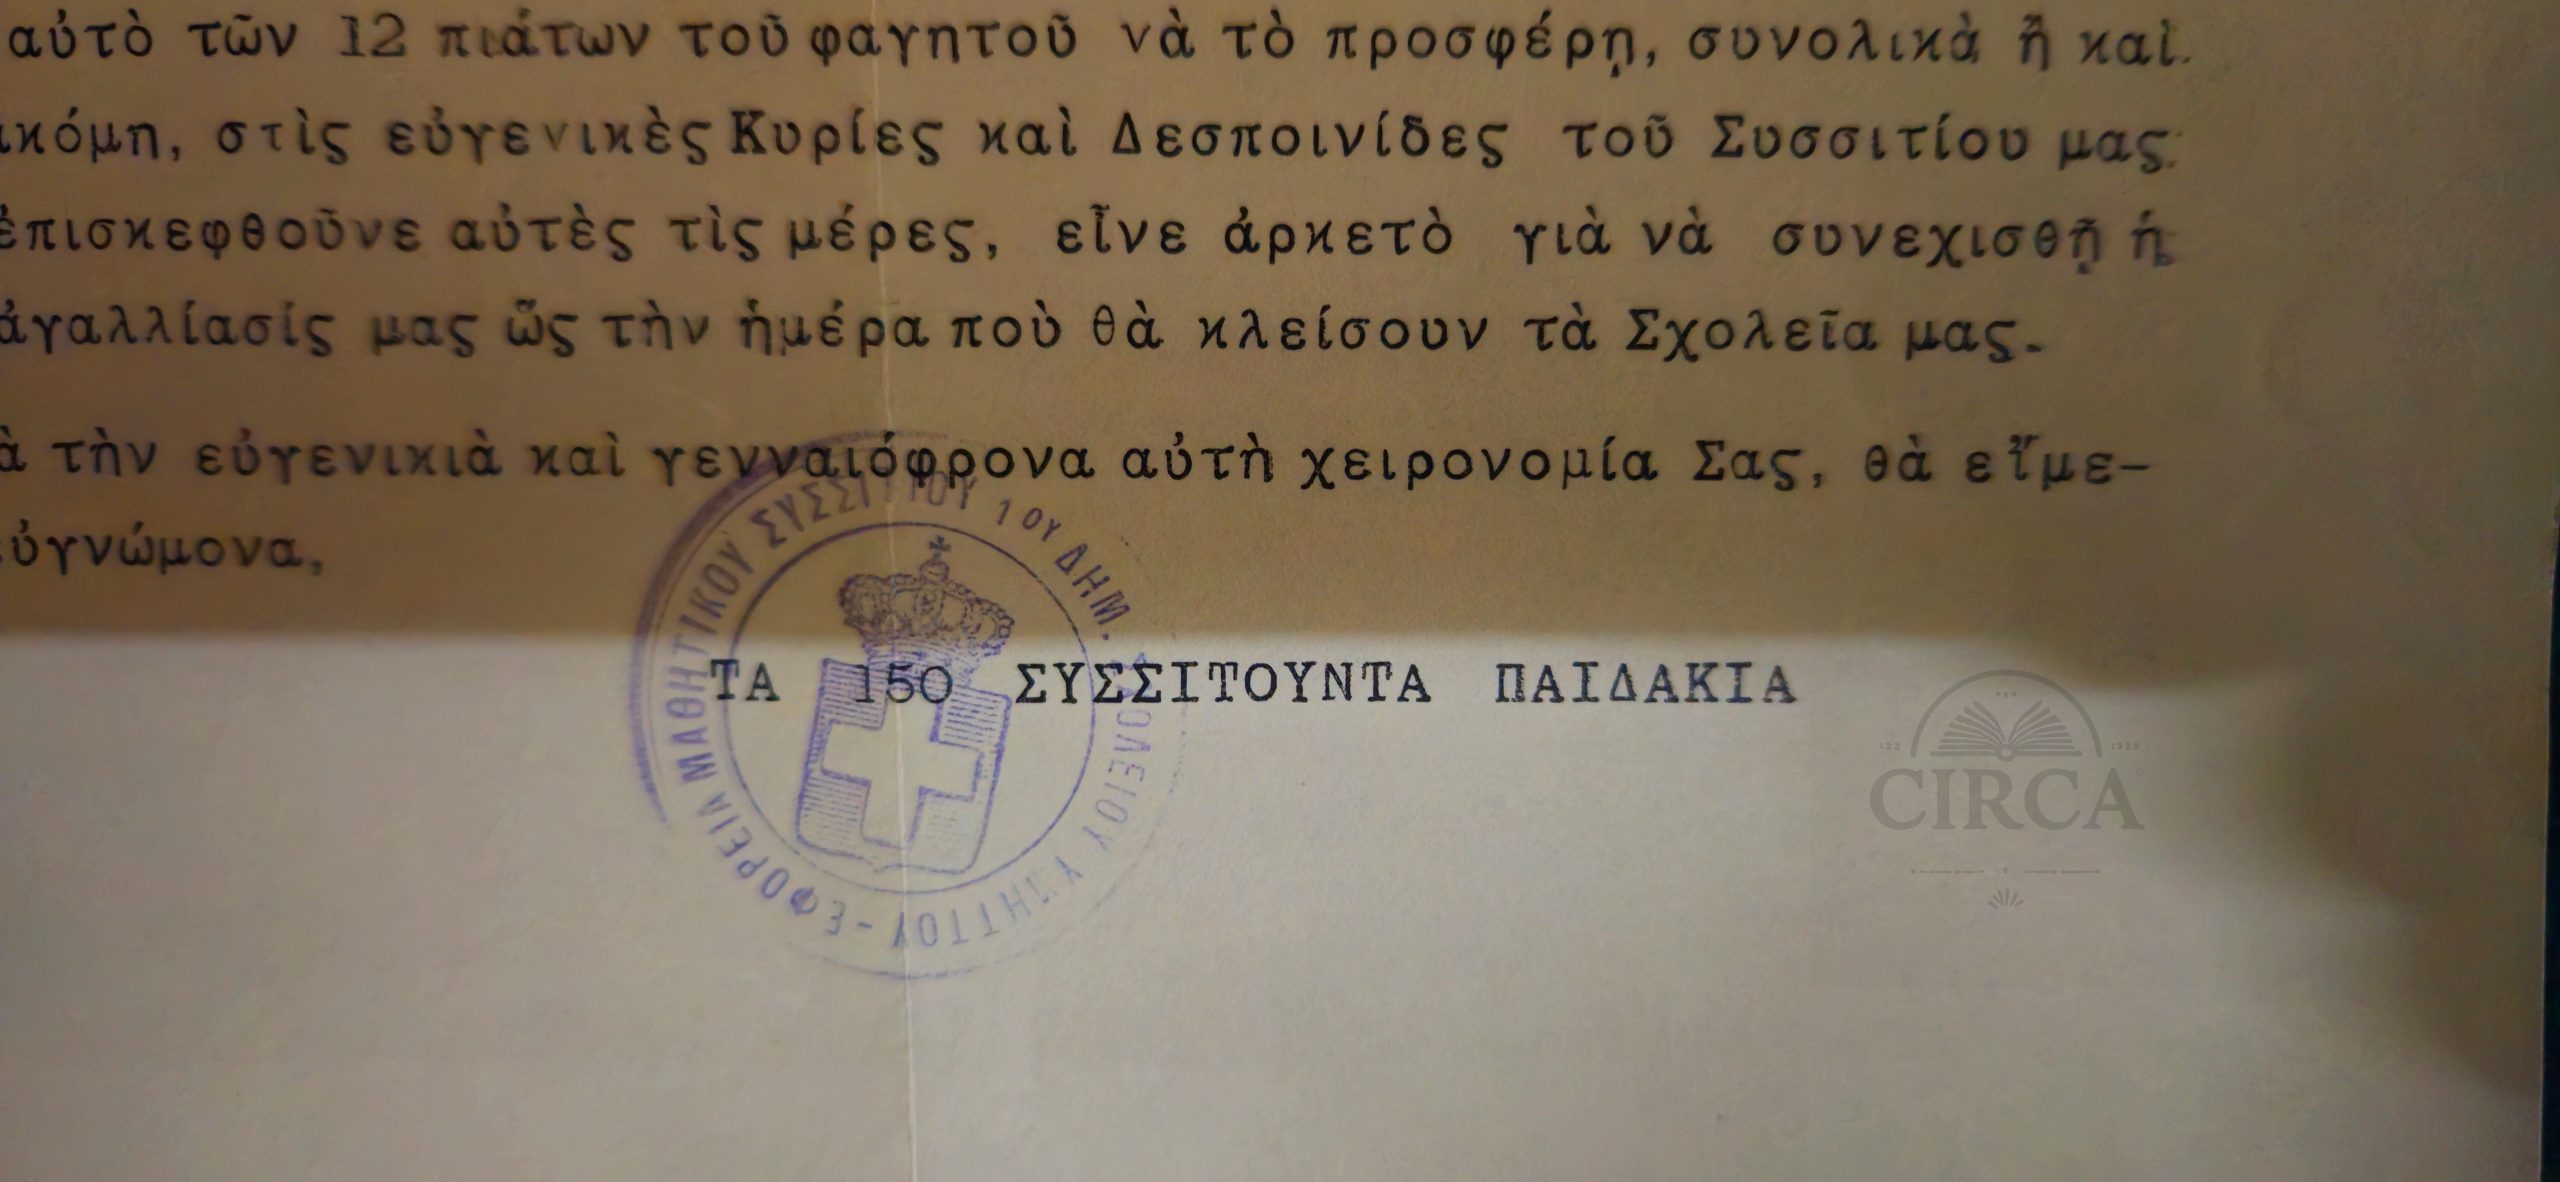 αὐτὸ τῶν 12 πιάτων τοῦ φαγητοῦ νὰ τὸ προσφέρῃ, συνολικὰ ἢ καὶ
ικόμη, στὶς εὐγενικὲς Κυρίες καὶ Δεσποινίδες τοῦ Συσσιτίου μας
ἐπισκεφθοῦνε αὐτὲς τὶς μέρες, εἶνε ἀρκετὸ γιὰ νὰ συνεχισθῇ ἡ
ἀγαλλίασίς μας ὣς τὴν ἡμέρα ποὺ θὰ κλείσουν τὰ Σχολεῖα μας.
ὰ τὴν εὐγενικιὰ καὶ γενναιόφρονα αὐτὴ χειρονομία Σας, θὰ εἴμε-
εὐγνώμονα,
ΤΑ 150 ΣΥΣΣΙΤΟΥΝΤΑ ΠΑΙΔΑΚΙΑ
ΕΦΟΡΕΙΑ ΜΑΘΗΤΙΚΟΥ ΣΥΣΣΙΤΙΟΥ 1ΟΥ ΔΗΜ. ΣΧΟΛΕΙΟΥ ΥΜΗΤΤΟΥ -
CIRCA